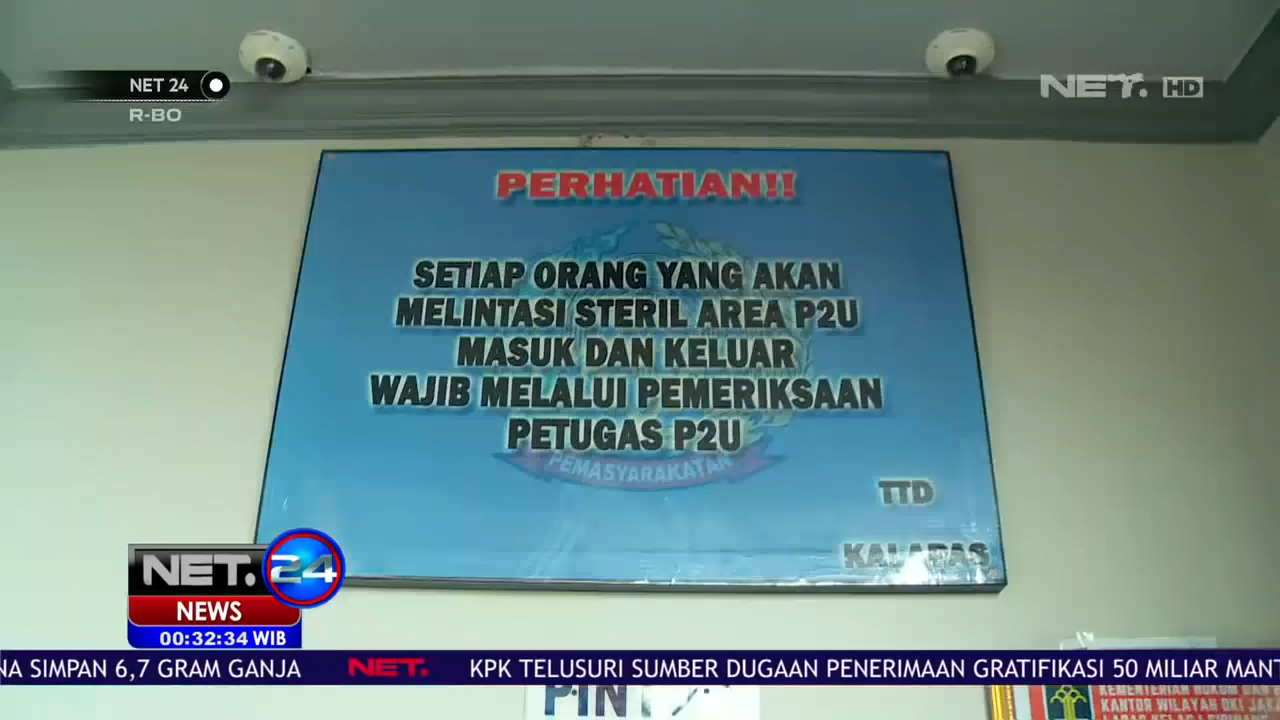 NET 24
R-BO
NET. HD
PERHATIAN!!
SETIAP ORANG YANG AKAN
MELINTASI STERIL AREA P2U
MASUK DAN KELUAR
WAJIB MELALUI PEMERIKSAAN
PETUGAS P2U
PEMASYARAKATAN
TTD
KALAPAS
NET. 24
NEWS
00:32:34 WIB
NA SIMPAN 6,7 GRAM GANJA NET. KPK TELUSURI SUMBER DUGAAN PENERIMAAN GRATIFIKASI 50 MILIAR MANT
KEMENTERIAN HUKUM DAN
KANTOR WILAYAH DKI JAK